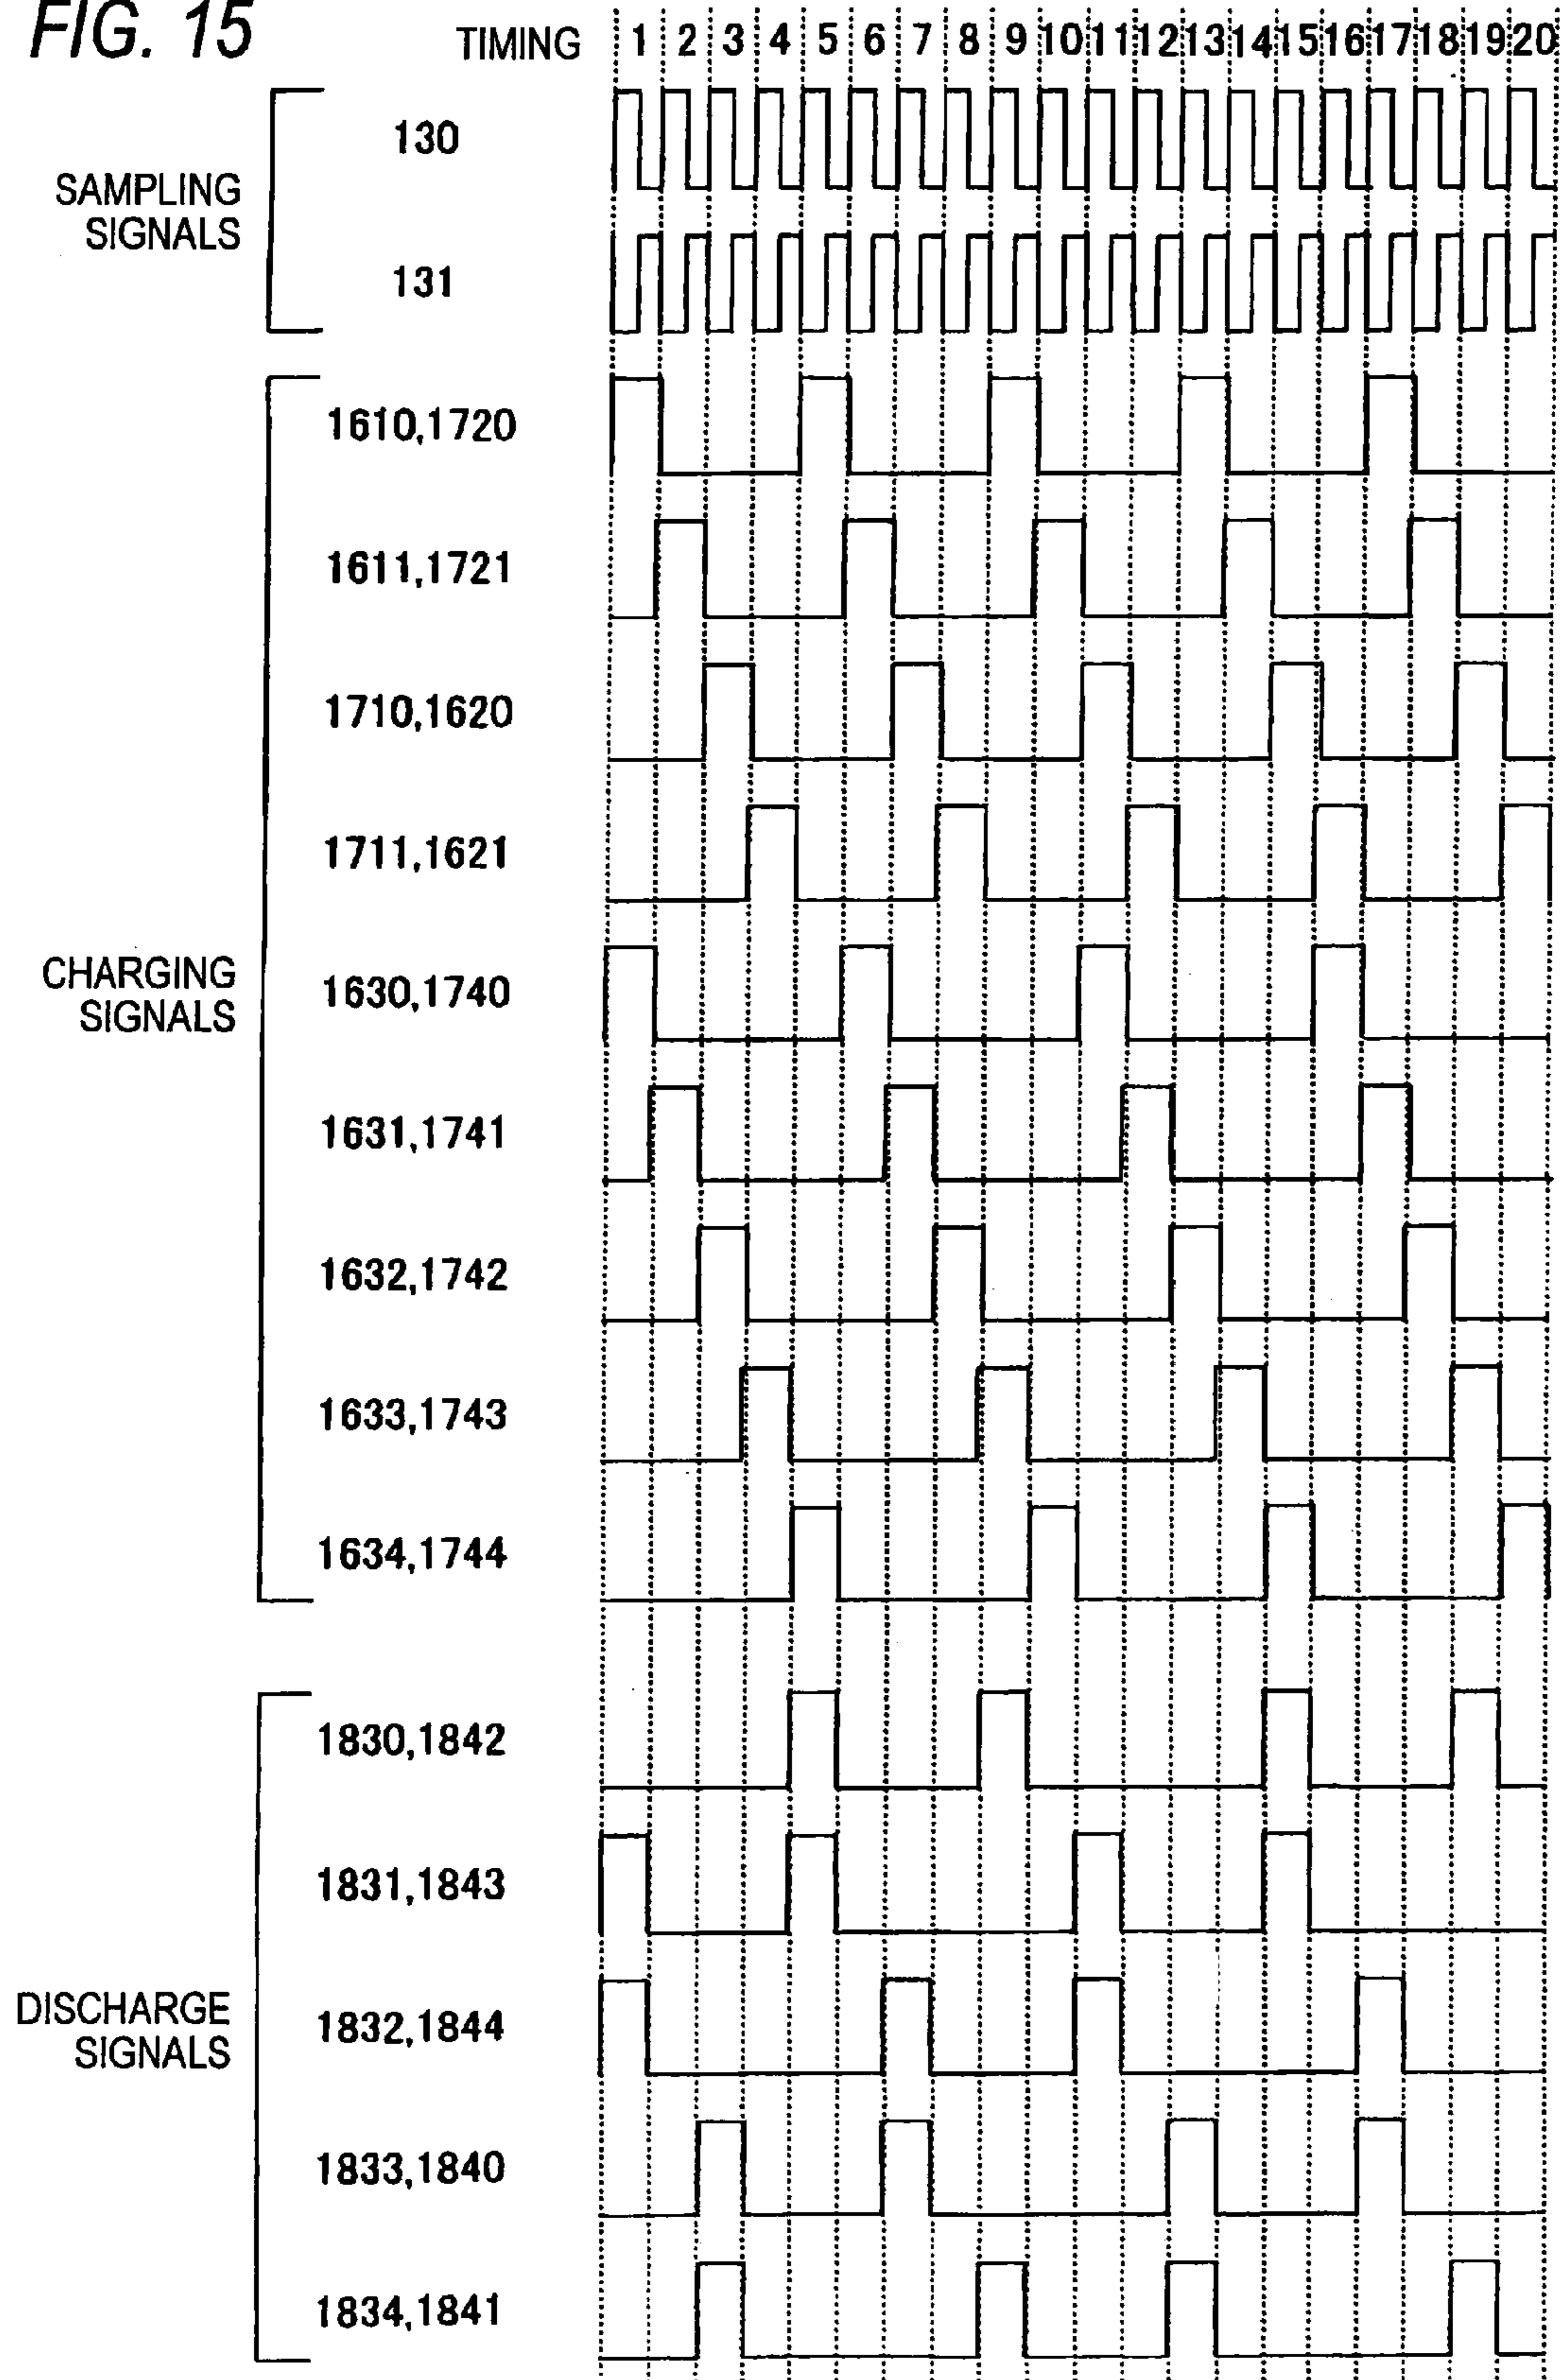 FIG. 15
TIMING 1 2 3 4 5 6 7 8 9 10 11 12 13 14 15 16 17 18 19 20
SAMPLING
SIGNALS
130
131
CHARGING
SIGNALS
1610,1720
1611,1721
1710,1620
1711,1621
1630,1740
1631,1741
1632,1742
1633,1743
1634,1744
DISCHARGE
SIGNALS
1830,1842
1831,1843
1832,1844
1833,1840
1834,1841